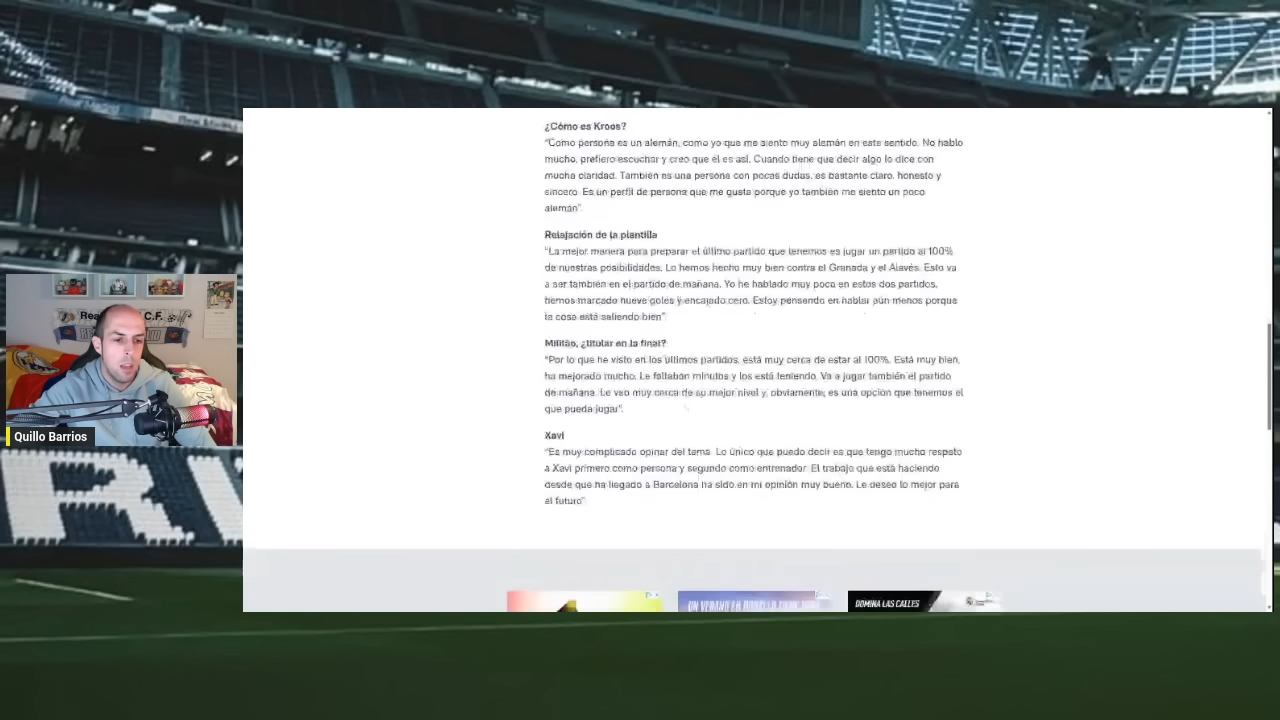 ¿Cómo es Kroos?
"Como persona es un alemán, como yo que me siento muy alemán en este sentido. No hablo
mucho, prefiero escuchar y creo que él es así. Cuando tiene que decir algo lo dice con
mucha claridad. También es una persona con pocas dudas, es bastante claro, honesto y
sincero. Es un perfil de persona que me gusta porque yo también me siento un poco
alemán".
Relajación de la plantilla
"La mejor manera para preparar el último partido que tenemos es jugar un partido al 100%
de nuestras posibilidades. Lo hemos hecho muy bien contra el Granada y el Alavés. Esto va
a ser también en el partido de mañana. Yo he hablado muy poco en estos dos partidos,
hemos marcado nueve goles y encajado cero. Estoy pensando en hablar aún menos porque
la cosa está saliendo bien"
Militão, ¿titular en la final?
"Por lo que he visto en los últimos partidos, está muy cerca de estar al 100%. Está muy bien,
ha mejorado mucho. Le faltaban minutos y los está teniendo. Va a jugar también el partido
de mañana. Le veo muy cerca de su mejor nivel y, obviamente, es una opción que tenemos el
que pueda jugar".
Xavi
"Es muy complicado opinar del tema. Lo único que puedo decir es que tengo mucho respeto
a Xavi primero como persona y segundo como entrenador. El trabajo que está haciendo
desde que ha llegado a Barcelona ha sido en mi opinión muy bueno. Le deseo lo mejor para
el futuro"
Quillo Barrios
DOMINA LAS CALLES